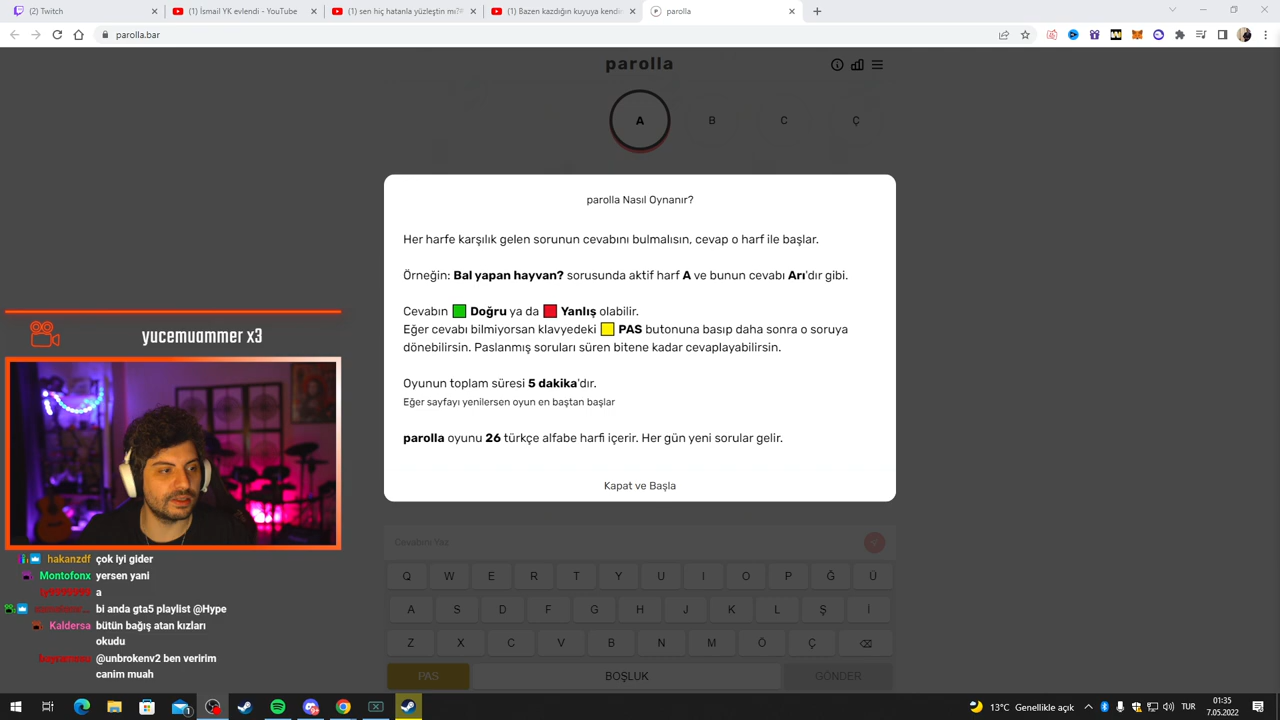 (2) Twitch
(1) İsmail YK evlendi - YouTube
(1) sen hiç hatanla yüzleştin mi?#
(1) Bazen kazdığın kuyuya kendin
parolla
parolla.bar
parolla
A
B
C
Ç
parolla Nasıl Oynanır?
Her harfe karşılık gelen sorunun cevabını bulmalısın, cevap o harf ile başlar.
Örneğin: Bal yapan hayvan? sorusunda aktif harf A ve bunun cevabı Arı'dır gibi.
Cevabın Doğru ya da Yanlış olabilir.
Eğer cevabı bilmiyorsan klavyedeki PAS butonuna basıp daha sonra o soruya
dönebilirsin. Paslanmış soruları süren bitene kadar cevaplayabilirsin.
Oyunun toplam süresi 5 dakika'dır.
Eğer sayfayı yenilersen oyun en baştan başlar
parolla oyunu 26 türkçe alfabe harfi içerir. Her gün yeni sorular gelir.
Kapat ve Başla
Cevabını Yaz
Q W E R T Y U I O P Ğ Ü
A S D F G H J K L Ş İ
Z X C V B N M Ö Ç
PAS BOŞLUK GÖNDER
yucemuammer x3
hakanzdf çok iyi gider
Montofonx yersen yani
a
bi anda gta5 playlist @Hype
Kaldersa bütün bağış atan kızları
okudu
@unbrokenv2 ben veririm
canim muah
1
13°C Genellikle açık
TUR
01:35
7.05.2022